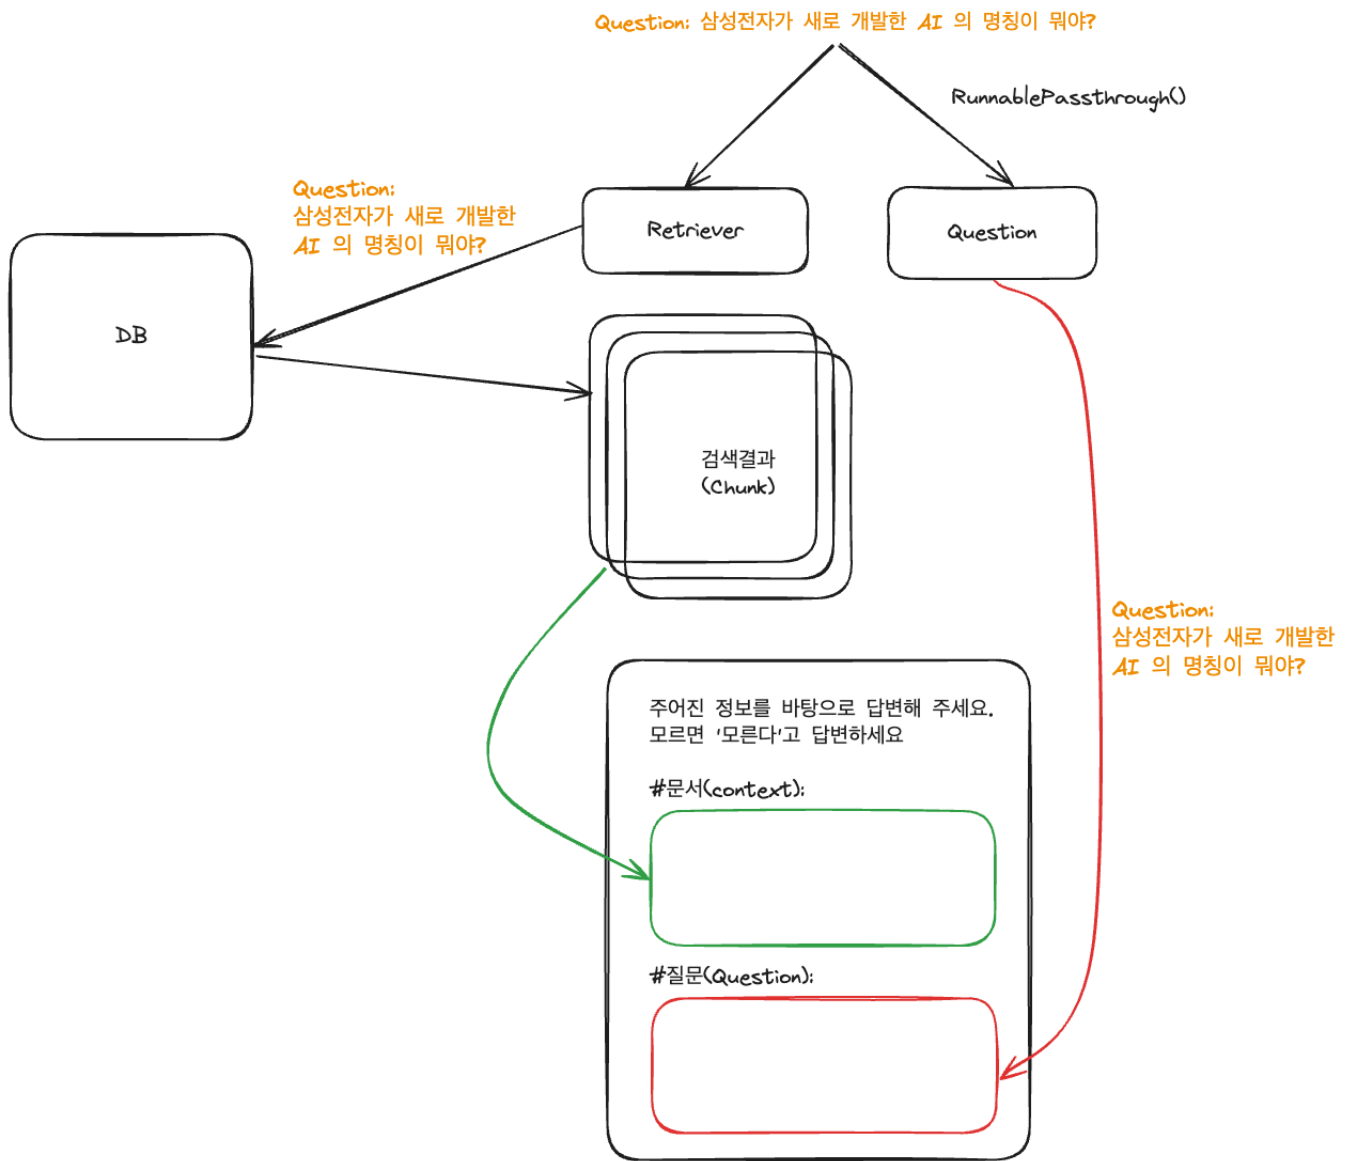 Question: 삼성전자가 새로 개발한 AI 의 명칭이 뭐야?
RunnablePassthrough()
Question:
삼성전자가 새로 개발한
AI 의 명칭이 뭐야?
Retriever
Question
DB
검색결과
(Chunk)
Question:
삼성전자가 새로 개발한
AI 의 명칭이 뭐야?
주어진 정보를 바탕으로 답변해 주세요.
모르면 '모른다'고 답변하세요
#문서(context):
#질문(Question):